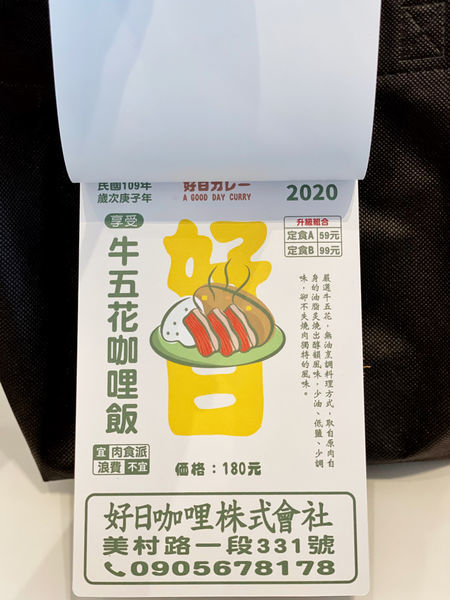 民國109年
歲次庚子年
好日カレー
A GOOD DAY CURRY
2020
享受
牛五花咖哩飯
好日
升級組合
定食A 59元
定食B 99元
嚴選牛五花，無油烹調料理方式，取自原肉自
身的油脂炙燒出醇韻風味，少油、低鹽、少調
味，卻不失燒肉獨特的風味。
宜 肉食派
浪費 不宜
価格：180元
好日咖哩株式會社
美村路一段331號
0905678178